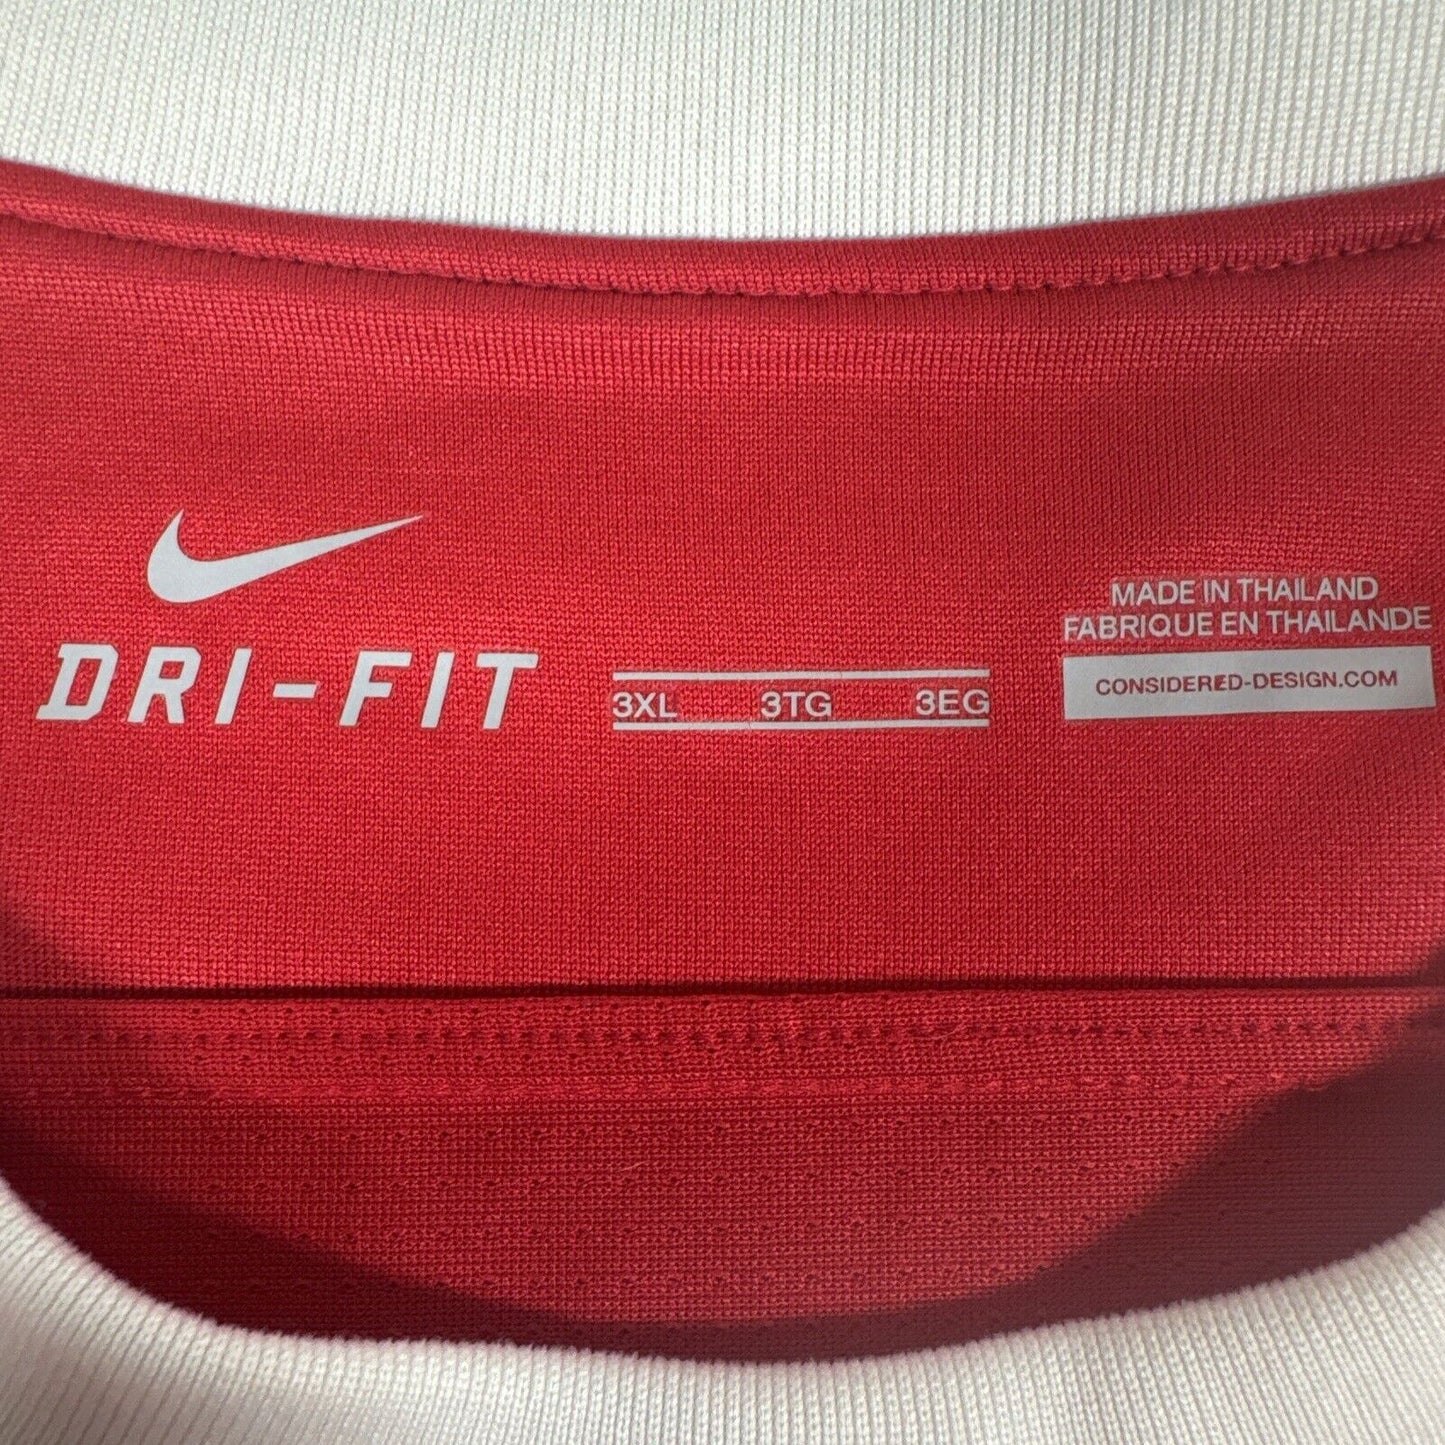 DRI-FIT
3XL 3TG 3EG
MADE IN THAILAND
FABRIQUE EN THAILANDE
CONSIDERED-DESIGN.COM